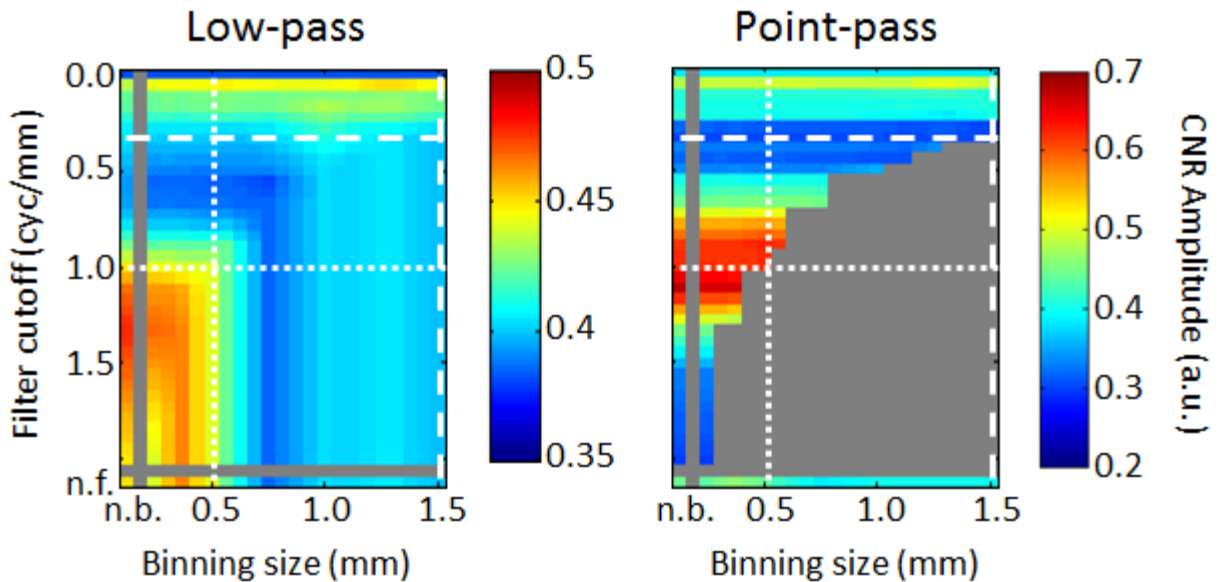 Low-pass
Point-pass
Filter cutoff (cyc/mm)
0.0
0.5
1.0
1.5
n.f.
n.b. 0.5 1.0 1.5
Binning size (mm)
0.5
0.45
0.4
0.35
n.b. 0.5 1.0 1.5
Binning size (mm)
0.7
0.6
0.5
0.4
0.3
0.2
CNR Amplitude (a.u.)